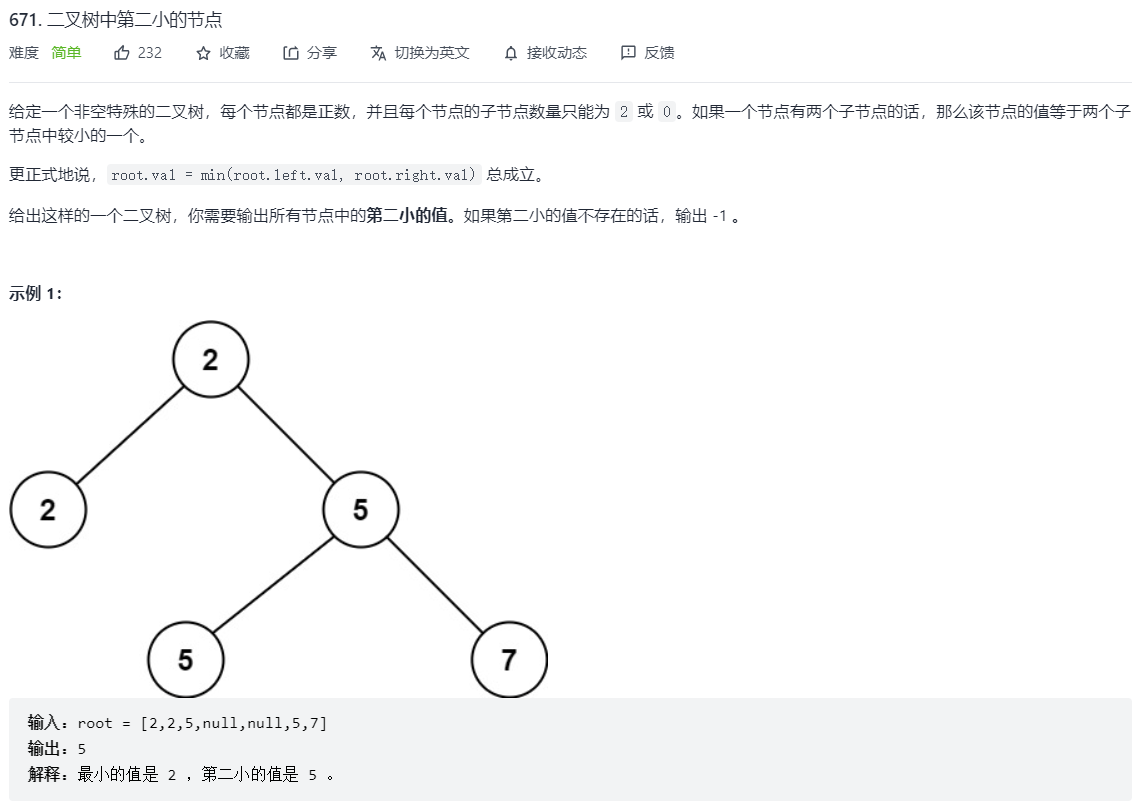 671. 二叉树中第二小的节点
难度 简单 232 收藏 分享 切换为英文 接收动态 反馈
给定一个非空特殊的二叉树，每个节点都是正数，并且每个节点的子节点数量只能为 2 或 0。如果一个节点有两个子节点的话，那么该节点的值等于两个子
节点中较小的一个。
更正式地说，root.val = min(root.left.val, root.right.val) 总成立。
给出这样的一个二叉树，你需要输出所有节点中的第二小的值。如果第二小的值不存在的话，输出 -1 。
示例 1：
2
2 5
5 7
输入：root = [2,2,5,null,null,5,7]
输出：5
解释：最小的值是 2 ，第二小的值是 5 。